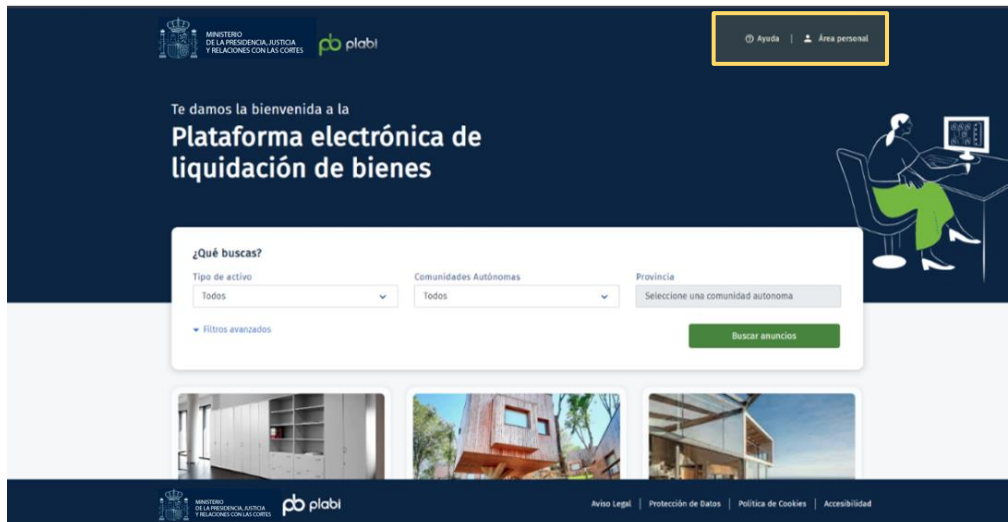 MINISTERIO
DE LA PRESIDENCIA, JUSTICIA
Y RELACIONES CON LAS CORTES
pb plabi
Ayuda | Área personal
Te damos la bienvenida a la
Plataforma electrónica de
liquidación de bienes
¿Qué buscas?
Tipo de activo
Comunidades Autónomas
Provincia
Todos
Todos
Seleccione una comunidad autonoma
Filtros avanzados
Buscar anuncios
MINISTERIO
DE LA PRESIDENCIA, JUSTICIA
Y RELACIONES CON LAS CORTES
pb plabi
Aviso Legal | Protección de Datos | Política de Cookies | Accesibilidad